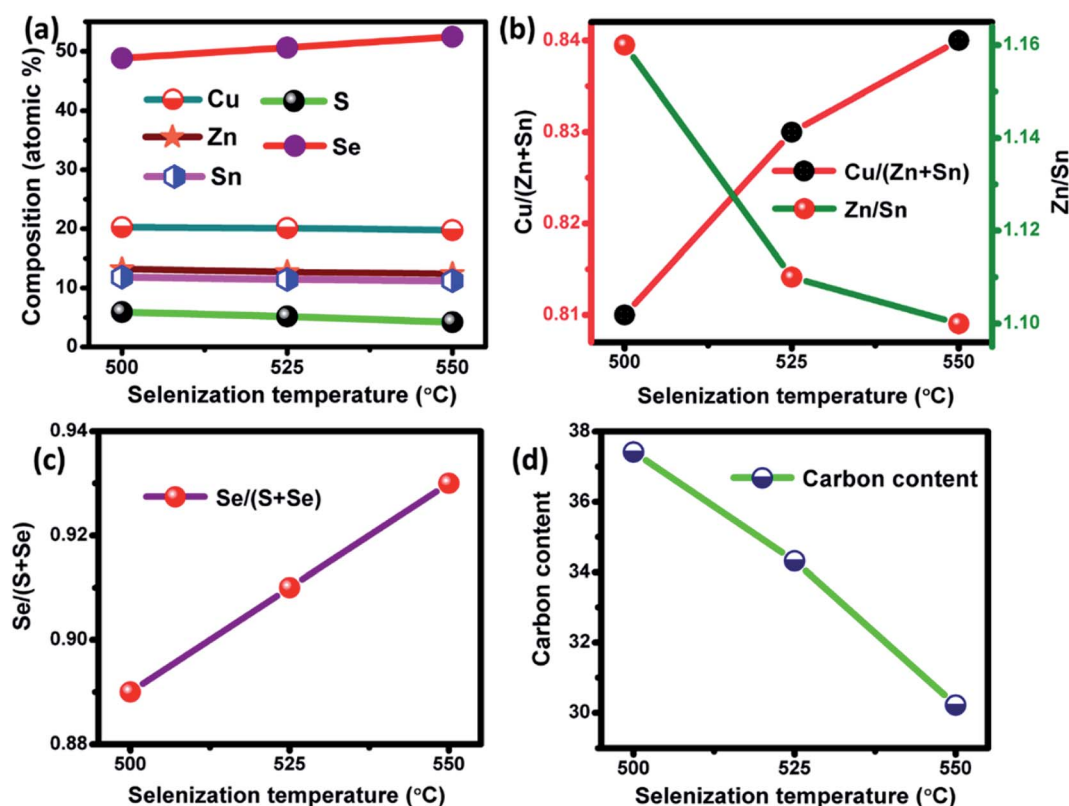 (a)
Composition (atomic %)
50
40
30
20
10
0
Cu
Zn
Sn
S
Se
500
525
550
Selenization temperature (°C)
(b)
Cu/(Zn+Sn)
0.84
0.83
0.82
0.81
Cu/(Zn+Sn)
Zn/Sn
1.16
1.14
1.12
1.10
Zn/Sn
500
525
550
Selenization temperature (°C)
(c)
Se/(S+Se)
0.94
0.92
0.90
0.88
Se/(S+Se)
500
525
550
Selenization temperature (°C)
(d)
Carbon content
38
36
34
32
30
Carbon content
500
525
550
Selenization temperature (°C)